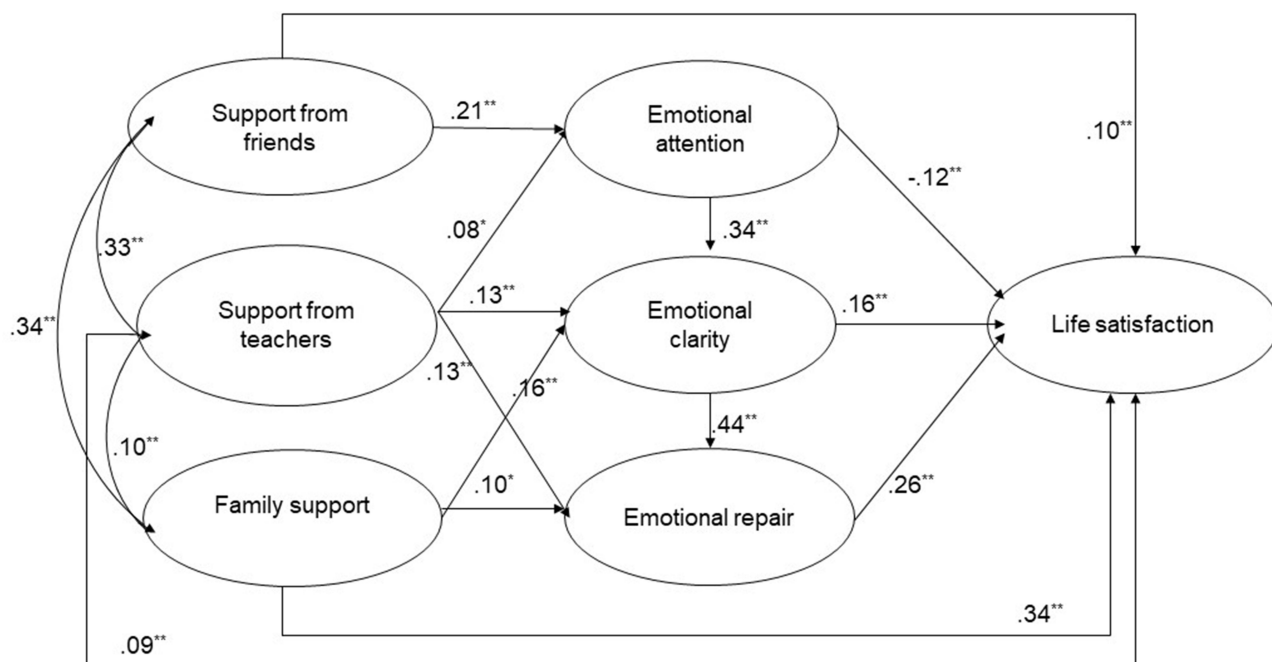 Support from
friends
.21**
Emotional
attention
.10**
-.12**
.08*
.34**
.33**
Support from
teachers
.13**
Emotional
clarity
.16**
Life satisfaction
.34**
.13**
.16**
.44**
.10**
Family support
.10*
Emotional repair
.26**
.34**
.09**